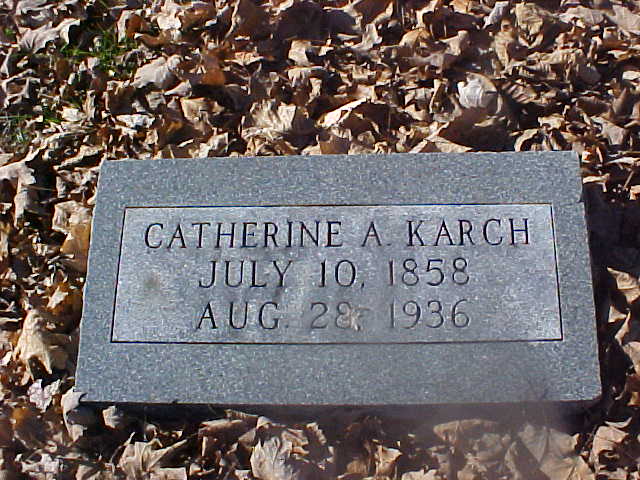 CATHERINE A. KARCH
JULY 10, 1858
AUG. 28, 1936